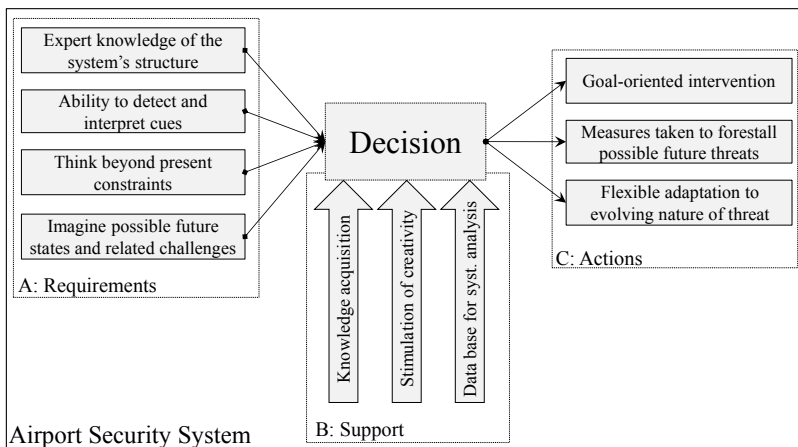 Expert knowledge of the
system's structure
Ability to detect and
interpret cues
Think beyond present
constraints
Imagine possible future
states and related challenges
A: Requirements
Decision
Knowledge acquisition
Stimulation of creativity
Data base for syst. analysis
B: Support
Goal-oriented intervention
Measures taken to forestall
possible future threats
Flexible adaptation to
evolving nature of threat
C: Actions
Airport Security System